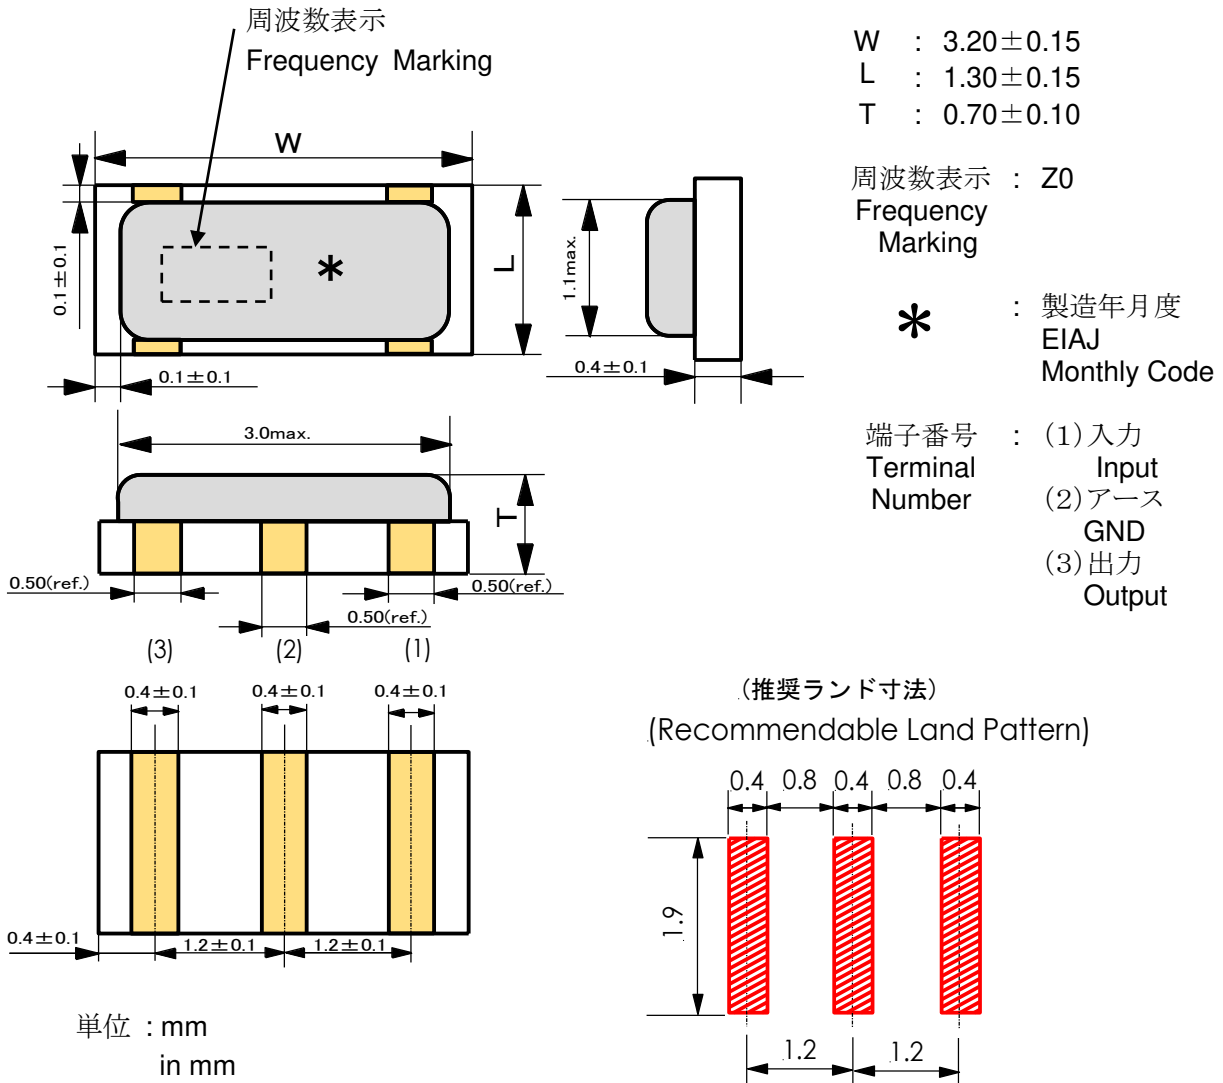 周波数表示
Frequency Marking
W
0.1±0.1
L
0.1±0.1
1.1max.
0.4±0.1
W : 3.20±0.15
L : 1.30±0.15
T : 0.70±0.10
周波数表示 : Z0
Frequency
Marking
* : 製造年月度
EIAJ
Monthly Code
端子番号 : (1)入力
Terminal Input
Number (2)アース
GND
(3)出力
Output
*
3.0max.
T
0.50(ref.)
0.50(ref.)
0.50(ref.)
(3) (2) (1)
0.4±0.1 0.4±0.1 0.4±0.1
0.4±0.1 1.2±0.1 1.2±0.1
単位 : mm
in mm
(推奨ランド寸法)
(Recommendable Land Pattern)
0.4 0.8 0.4 0.8 0.4
1.9
1.2 1.2